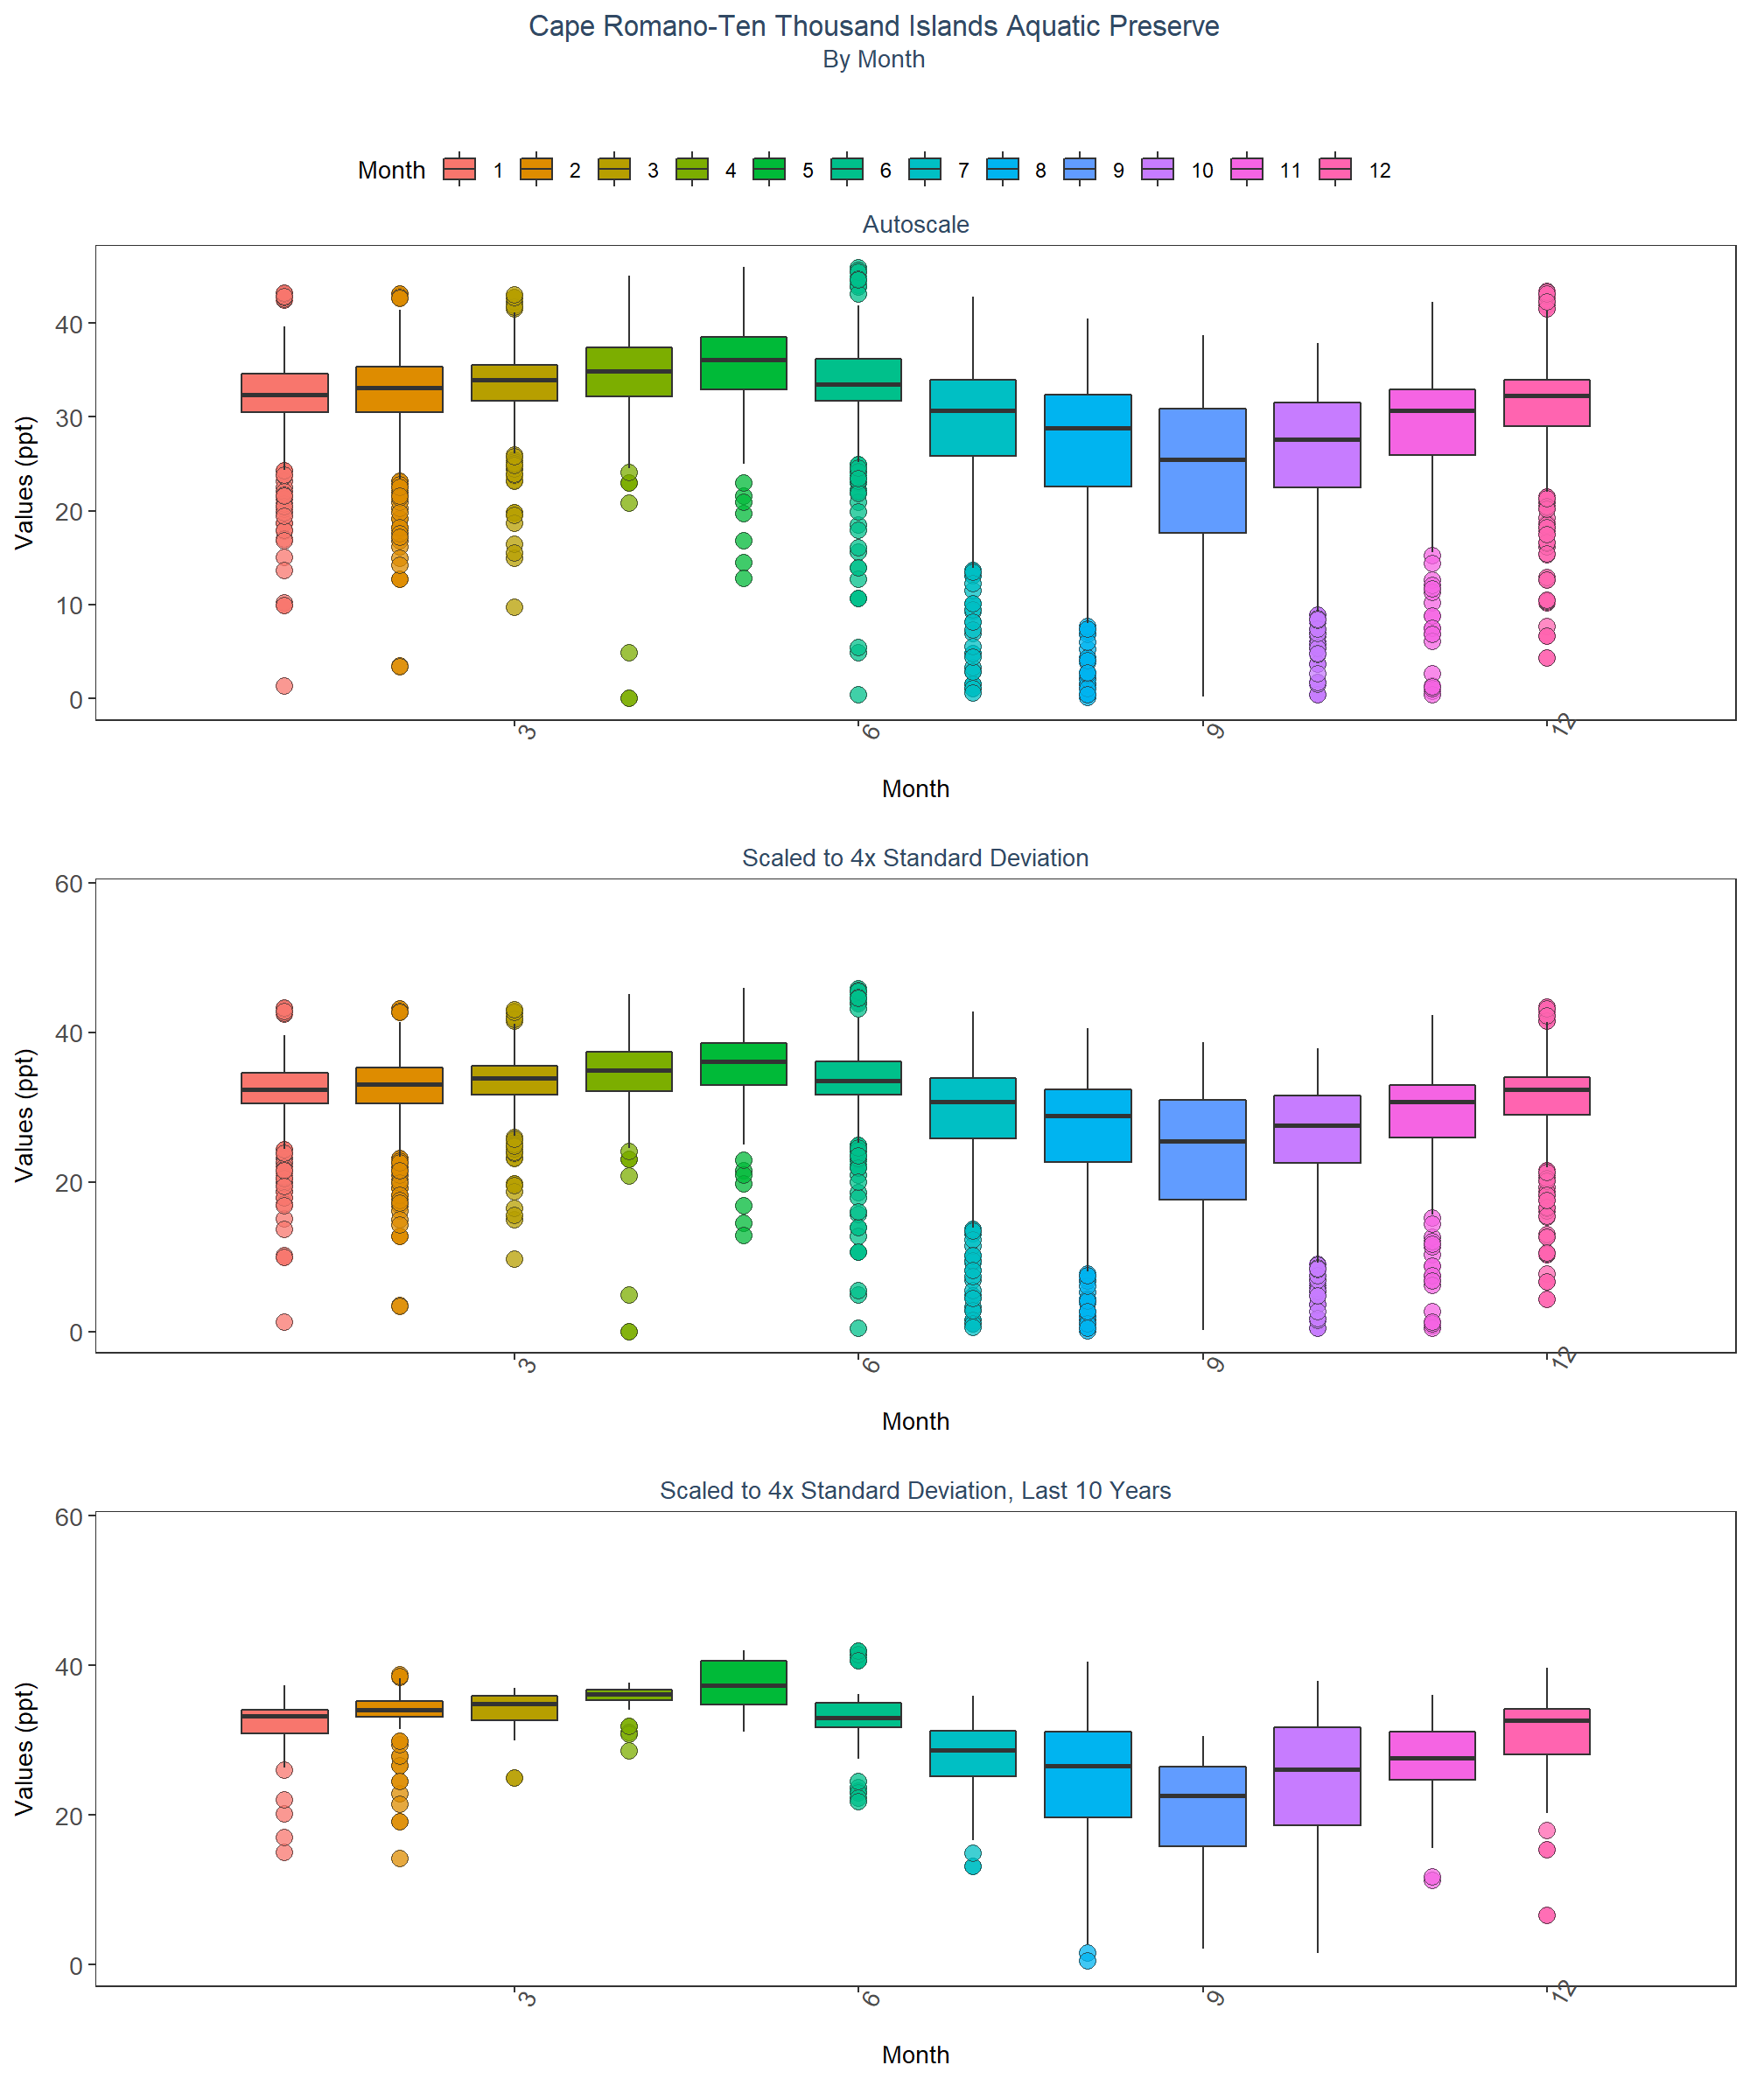 Cape Romano-Ten Thousand Islands Aquatic Preserve
By Month
Month 1 2 3 4 5 6 7 8 9 10 11 12
Autoscale
Values (ppt)
40
30
20
10
0
3 6 9 12
Month
Scaled to 4x Standard Deviation
Values (ppt)
60
40
20
0
3 6 9 12
Month
Scaled to 4x Standard Deviation, Last 10 Years
Values (ppt)
60
40
20
0
3 6 9 12
Month